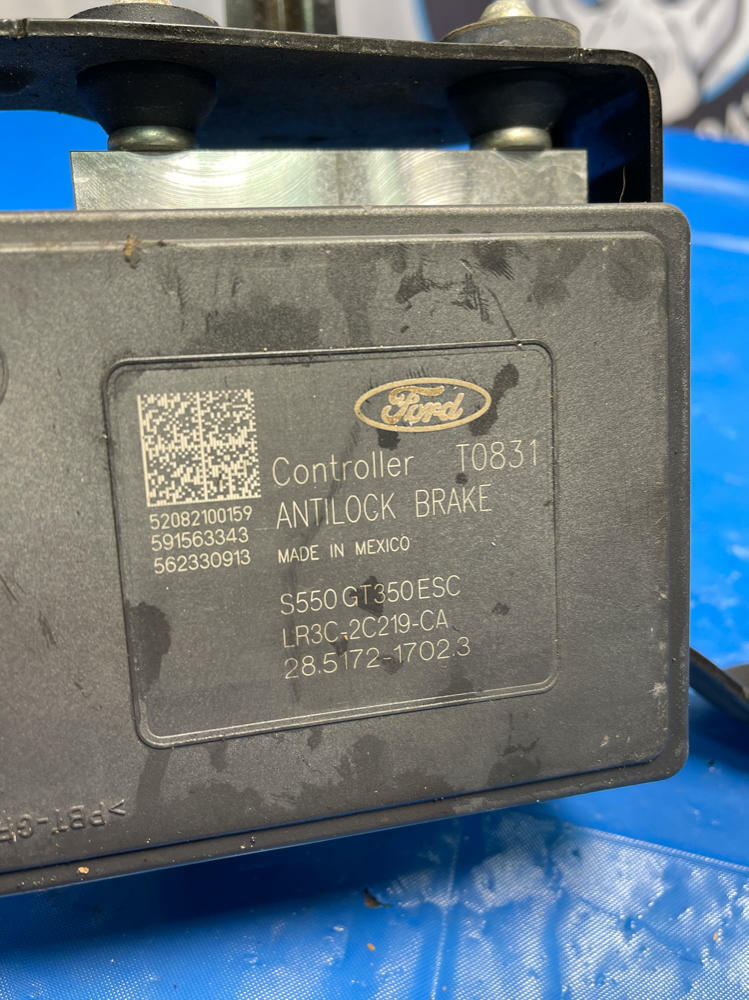 Ford
Controller T0831
ANTILOCK BRAKE
MADE IN MEXICO
52082100159
591563343
562330913
S550 GT350 ESC
LR3C-2C219-CA
28.5172-1702.3